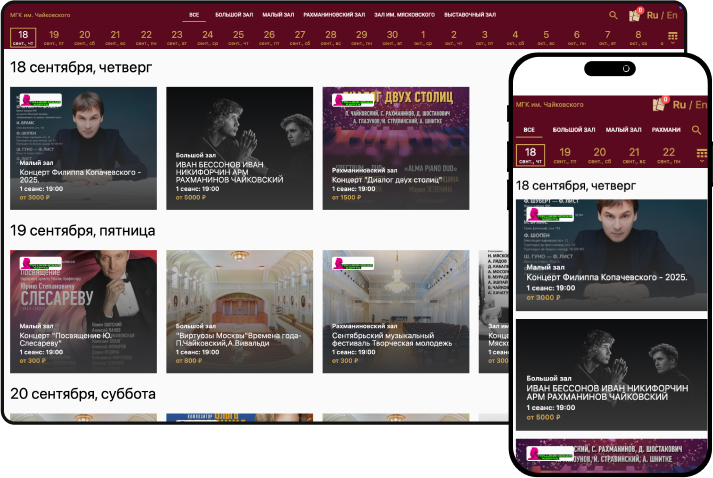 МГК им. Чайковского
ВСЕ БОЛЬШОЙ ЗАЛ МАЛЫЙ ЗАЛ РАХМАНИНОВСКИЙ ЗАЛ ЗАЛ ИМ. МЯСКОВСКОГО ВЫСТАВОЧНЫЙ ЗАЛ
0
Ru / En
18 19 20 21 22 23 24 25 26 27 28 29 30 1 2 3 4 5 6 7 8
сент., чт сент., пт сент., сб сент., вс сент., пн сент., вт сент., ср сент., чт сент., пт сент., сб сент., вс сент., пн сент., вт окт., ср окт., чт окт., пт окт., сб окт., вс окт., пн окт., вт окт., ср
18 сентября, четверг
Малый зал
Концерт Филиппа Копачевского - 2025.
1 сеанс: 19:00
от 3000 ₽
Большой зал
ИВАН БЕССОНОВ ИВАН НИКИФОРЧИН АРМ РАХМАНИНОВ ЧАЙКОВСКИЙ
1 сеанс: 19:00
от 5000 ₽
ДИАЛОГ ДВУХ СТОЛИЦ
П. ЧАЙКОВСКИЙ, С. РАХМАНИНОВ, Д. ШОСТАКОВИЧ
А. ГЛАЗУНОВ, И. СТРАВИНСКИЙ, А. ШНИТКЕ
«ALMA PIANO DUO»
Рахманиновский зал
Концерт "Диалог двух столиц"
1 сеанс: 19:00
от 1500 ₽
19 сентября, пятница
ПОСВЯЩЕНИЕ
Юрию Степановичу
СЛЕСАРЕВУ
Малый зал
Концерт "Посвящение Ю. Слесареву"
1 сеанс: 19:00
от 300 ₽
Большой зал
"Виртуозы Москвы"Времена года-П.Чайковский,А.Вивальди
1 сеанс: 19:00
от 800 ₽
Рахманиновский зал
Сентябрьский музыкальный фестиваль Творческая молодежь
1 сеанс: 19:00
от 300 ₽
Зал им
Концерт
1 сеанс
от 300
20 сентября, суббота
МГК им. Чайковского
0
Ru / En
ВСЕ БОЛЬШОЙ ЗАЛ МАЛЫЙ ЗАЛ РАХМАНИ
18 19 20 21 22
сент., чт сент., пт сент., сб сент., вс сент., пн
18 сентября, четверг
Ф. ШОПЕН
Малый зал
Концерт Филиппа Копачевского - 2025.
1 сеанс: 19:00
от 3000 ₽
Большой зал
ИВАН БЕССОНОВ ИВАН НИКИФОРЧИН АРМ РАХМАНИНОВ ЧАЙКОВСКИЙ
1 сеанс: 19:00
от 5000 ₽
СКИЙ, С. РАХМАНИНОВ, Д. ШОСТАКОВИЧ
И. СТРАВИНСКИЙ, А. ШНИТКЕ